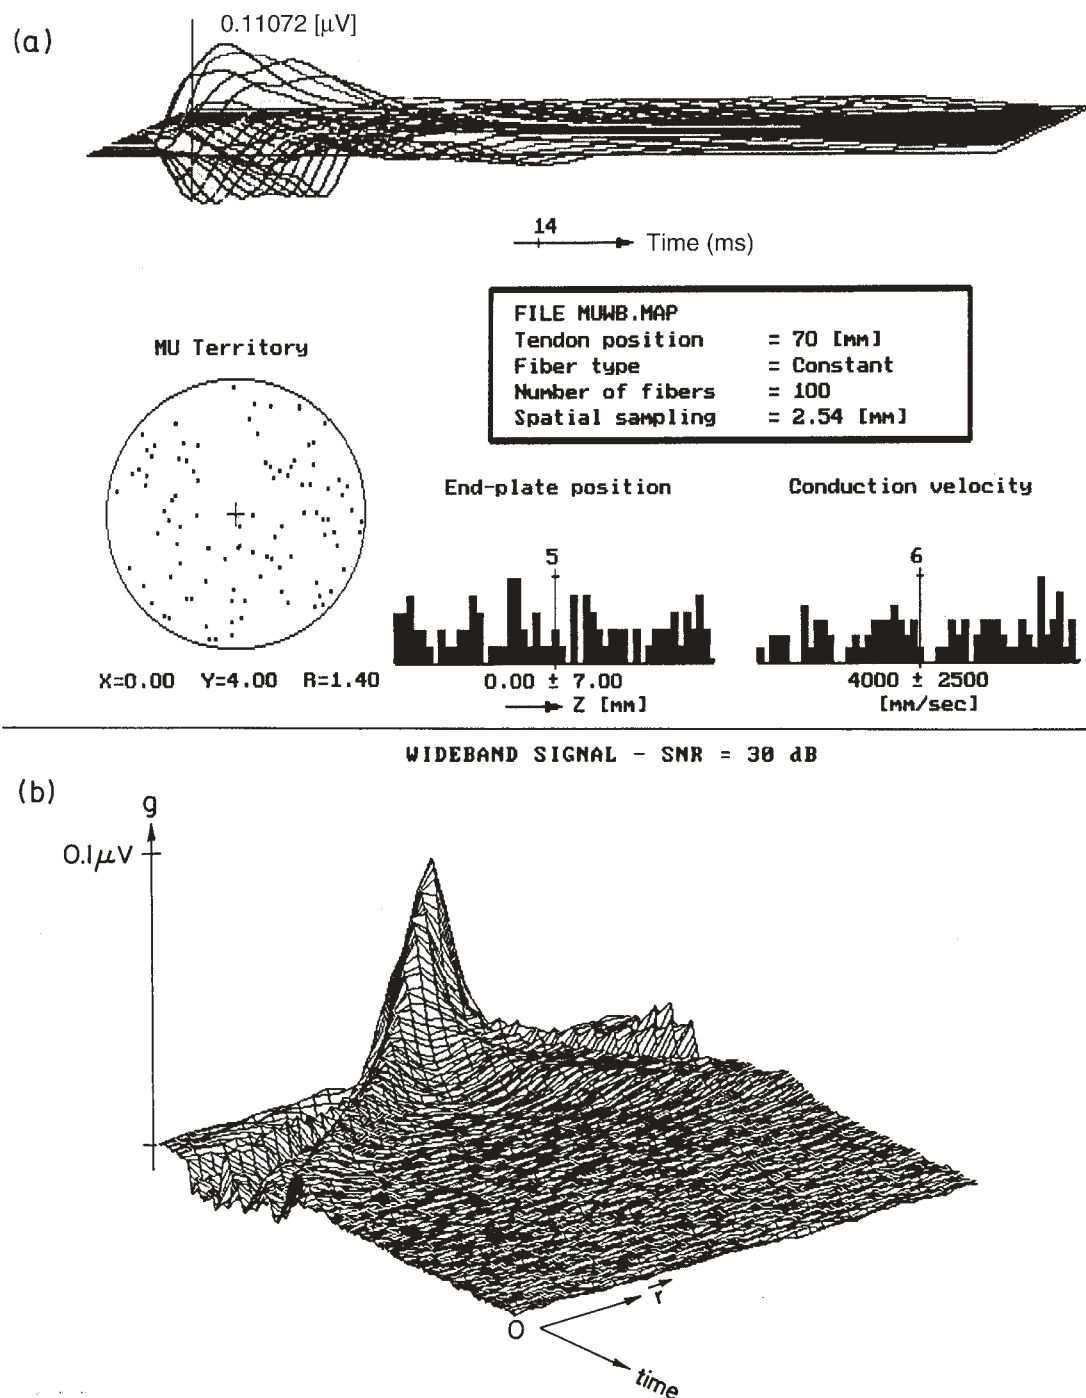 (a)
0.11072 [μV]
14
Time (ms)
FILE MUWB.MAP
Tendon position = 70 [mm]
Fiber type = Constant
Number of fibers = 100
Spatial sampling = 2.54 [mm]
MU Territory
X=0.00 Y=4.00 R=1.40
End-plate position
5
0.00 ± 7.00
Z [mm]
Conduction velocity
6
4000 ± 2500
[mm/sec]
WIDEBAND SIGNAL - SNR = 30 dB
(b)
g
0.1μV
0
r
time